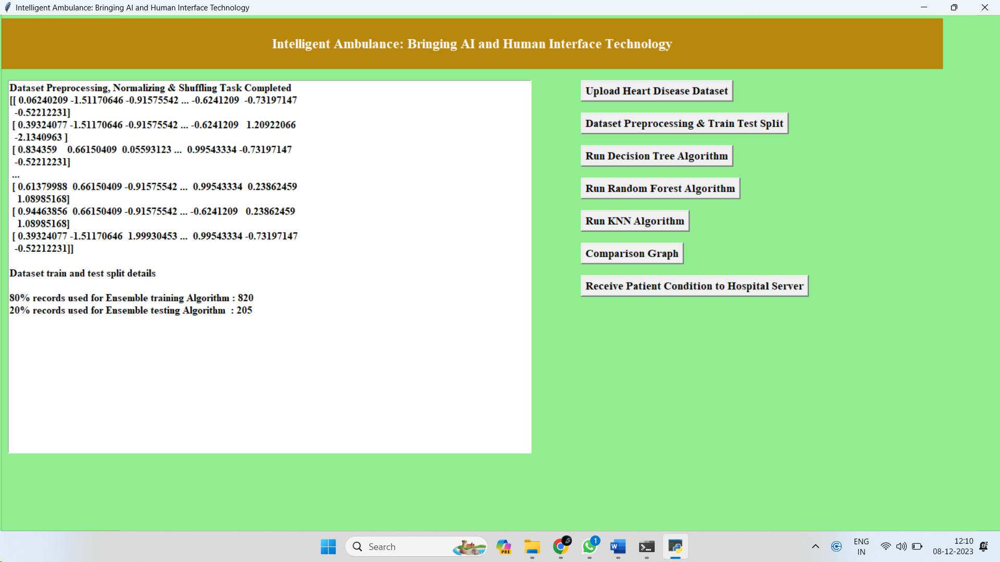 Intelligent Ambulance: Bringing AI and Human Interface Technology
Intelligent Ambulance: Bringing AI and Human Interface Technology
Dataset Preprocessing, Normalizing & Shuffling Task Completed
[[ 0.06240209 -1.51170646 -0.91575542 ... -0.6241209  -0.73197147
  -0.52212231]
 [ 0.39324077 -1.51170646 -0.91575542 ... -0.6241209   1.20922066
  -2.1340963 ]
 [ 0.834359    0.66150409  0.05593123 ...  0.99543334 -0.73197147
  -0.52212231]
 ...
 [ 0.61379988  0.66150409 -0.91575542 ...  0.99543334  0.23862459
   1.08985168]
 [ 0.94463856  0.66150409 -0.91575542 ... -0.6241209   0.23862459
   1.08985168]
 [ 0.39324077 -1.51170646  1.99930453 ...  0.99543334 -0.73197147
  -0.52212231]]
Dataset train and test split details
80% records used for Ensemble training Algorithm : 820
20% records used for Ensemble testing Algorithm  : 205
Upload Heart Disease Dataset
Dataset Preprocessing & Train Test Split
Run Decision Tree Algorithm
Run Random Forest Algorithm
Run KNN Algorithm
Comparison Graph
Receive Patient Condition to Hospital Server
Search
PRE
1
W
ENG
IN
12:10
08-12-2023